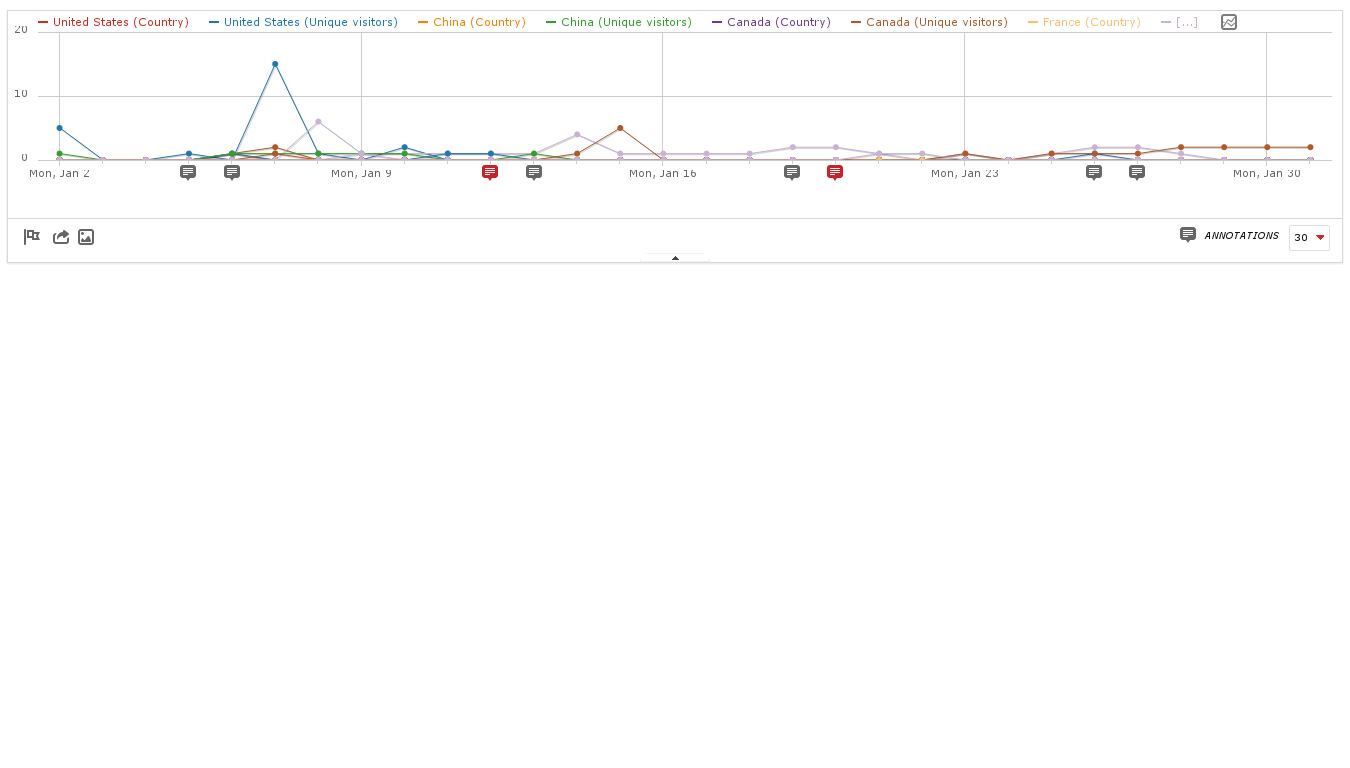 United States (Country) United States (Unique visitors) China (Country) China (Unique visitors) Canada (Country) Canada (Unique visitors) France (Country) [...]
20
10
0
Mon, Jan 2 Mon, Jan 9 Mon, Jan 16 Mon, Jan 23 Mon, Jan 30
ANNOTATIONS 30